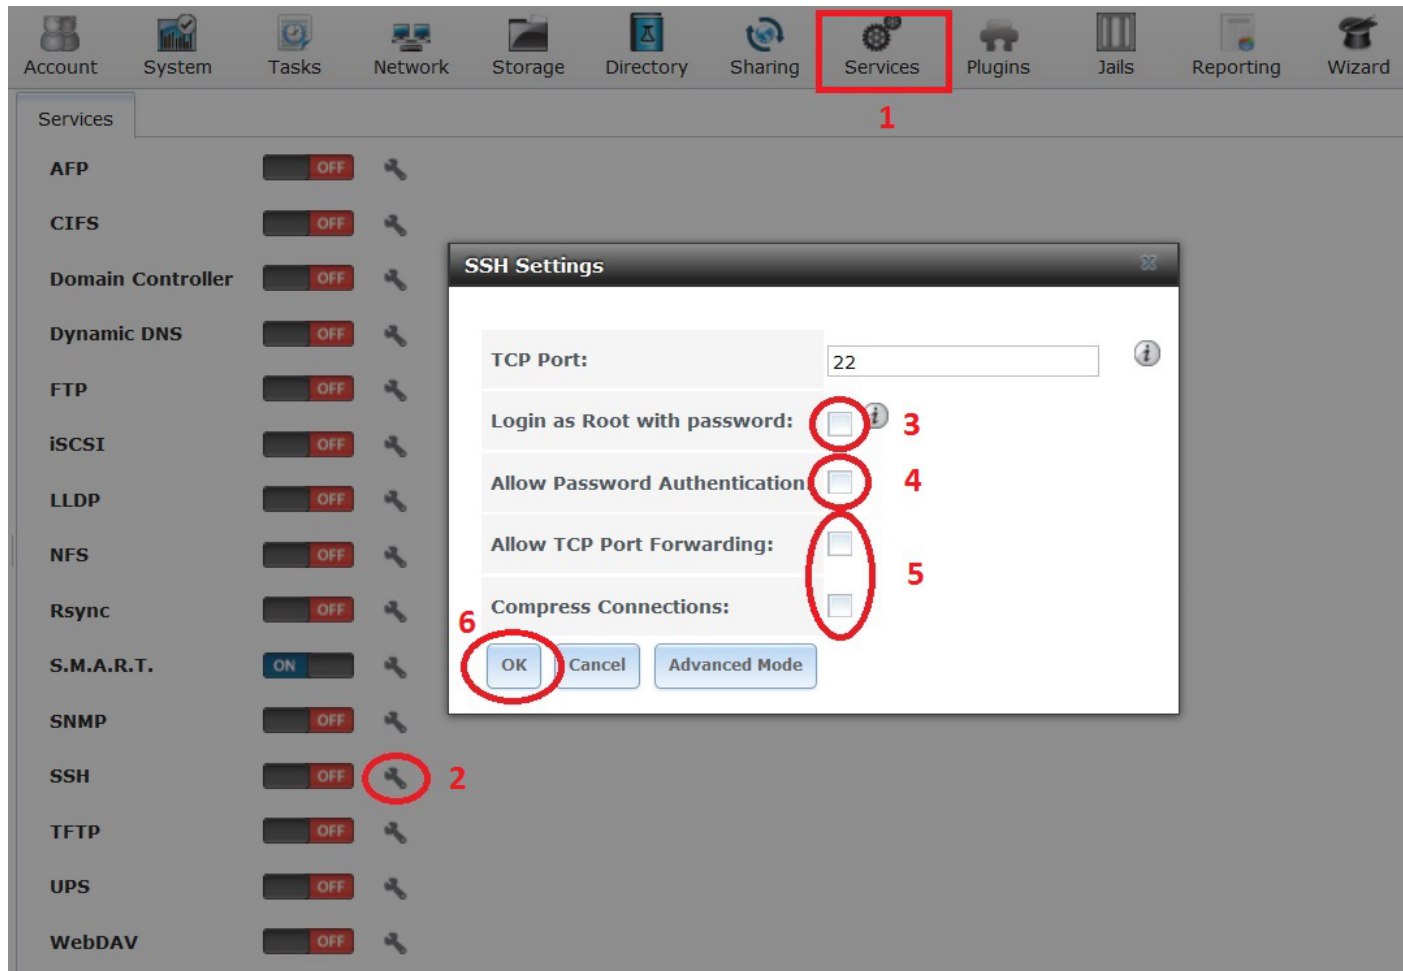 Account System Tasks Network Storage Directory Sharing Services Plugins Jails Reporting Wizard
1
Services
AFP OFF
CIFS OFF
SSH Settings
Domain Controller OFF
Dynamic DNS OFF
TCP Port: 22
FTP OFF
Login as Root with password: 3
iSCSI OFF
Allow Password Authentication: 4
LLDP OFF
Allow TCP Port Forwarding:
NFS OFF
5
Compress Connections:
Rsync OFF
6
OK Cancel Advanced Mode
S.M.A.R.T. ON
SNMP OFF
SSH OFF 2
TFTP OFF
UPS OFF
WebDAV OFF